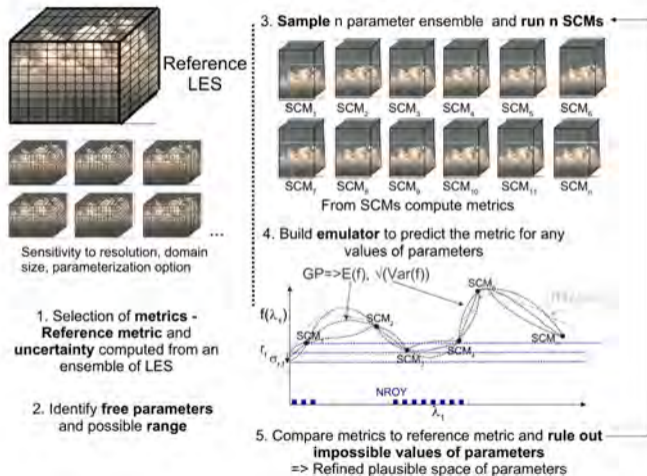 Reference
LES
...
Sensitivity to resolution, domain
size, parameterization option
1. Selection of metrics -
Reference metric and
uncertainty computed from an
ensemble of LES
2. Identify free parameters
and possible range
3. Sample n parameter ensemble and run n SCMs
SCM₁ SCM₂ SCM₃ SCM₄ SCM₅ SCM₆
SCM₇ SCM₈ SCM₉ SCM₁₀ SCM₁₁ SCMₙ
From SCMs compute metrics
4. Build emulator to predict the metric for any
values of parameters
GP=>E(f), √(Var(f))
f(λ₁)
NROY
λ₁
5. Compare metrics to reference metric and rule out
impossible values of parameters
=> Refined plausible space of parameters